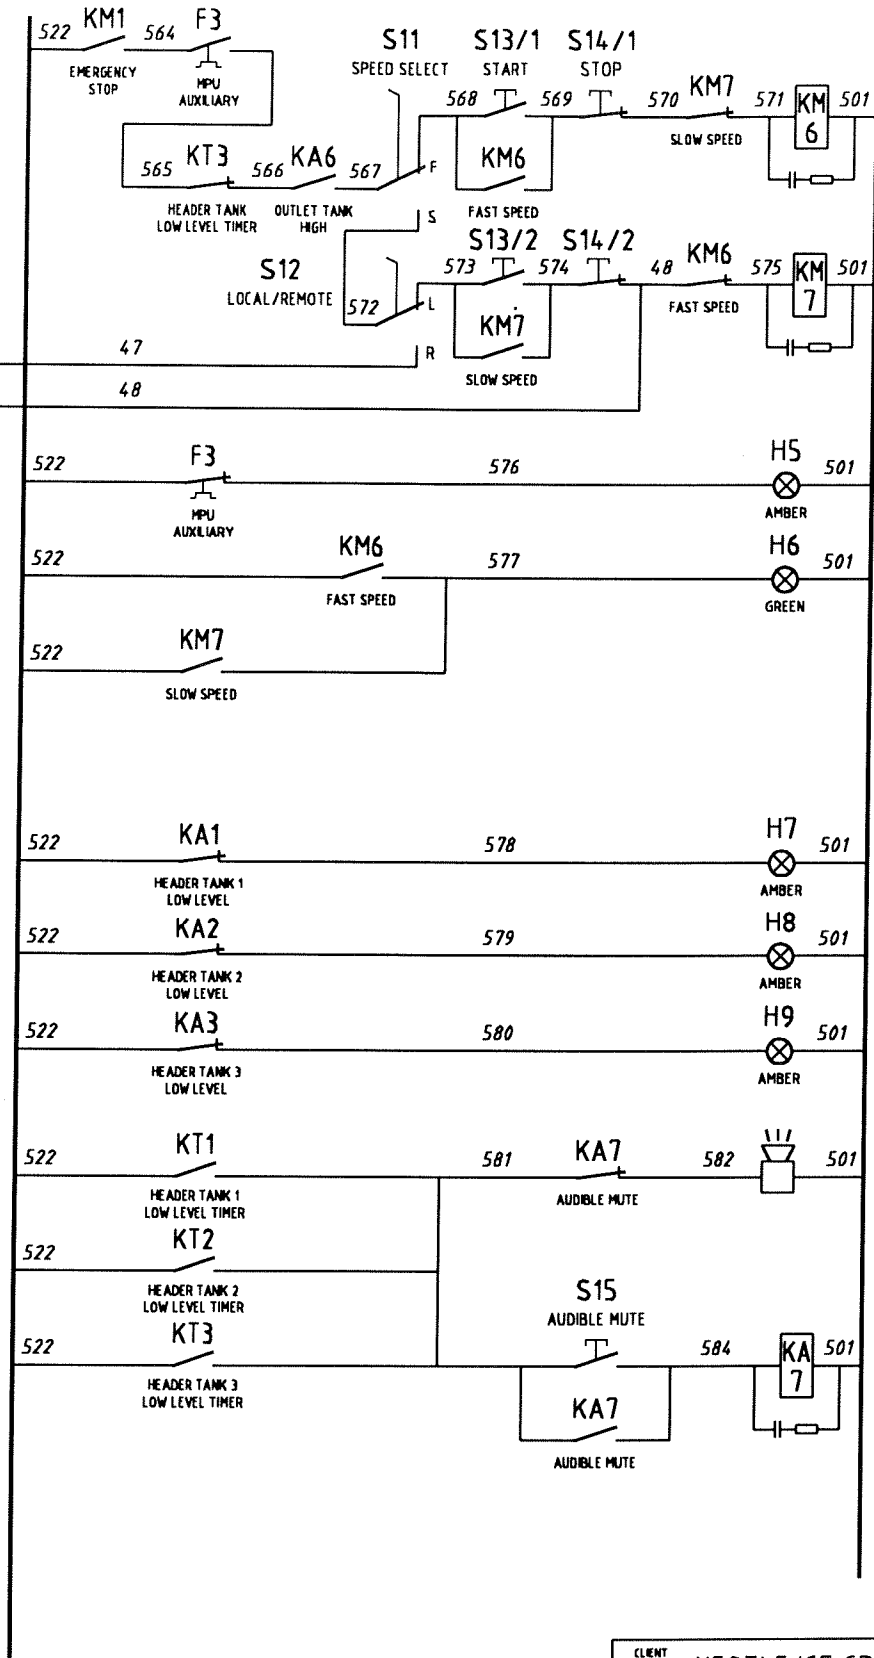 522 KM1 564 F3
EMERGENCY
STOP
MPU
AUXILIARY
S11
SPEED SELECT
S13/1
START
S14/1
STOP
568 569 570 KM7 571 KM
6 501
SLOW SPEED
565 KT3 566 KA6 567 F
HEADER TANK
LOW LEVEL TIMER
OUTLET TANK
HIGH
KM6
FAST SPEED
S
S12
LOCAL/REMOTE
S13/2 S14/2
572 L 573 574 48 KM6 575 KM
7 501
FAST SPEED
KM7
SLOW SPEED
R
47
48
522 F3 576 H5 501
MPU
AUXILIARY
AMBER
522 KM6 577 H6 501
FAST SPEED
GREEN
522 KM7
SLOW SPEED
522 KA1 578 H7 501
HEADER TANK 1
LOW LEVEL
AMBER
522 KA2 579 H8 501
HEADER TANK 2
LOW LEVEL
AMBER
522 KA3 580 H9 501
HEADER TANK 3
LOW LEVEL
AMBER
522 KT1 581 KA7 582 501
HEADER TANK 1
LOW LEVEL TIMER
AUDIBLE MUTE
522 KT2
HEADER TANK 2
LOW LEVEL TIMER
S15
AUDIBLE MUTE
522 KT3 584 KA
7 501
HEADER TANK 3
LOW LEVEL TIMER
KA7
AUDIBLE MUTE
CLIENT